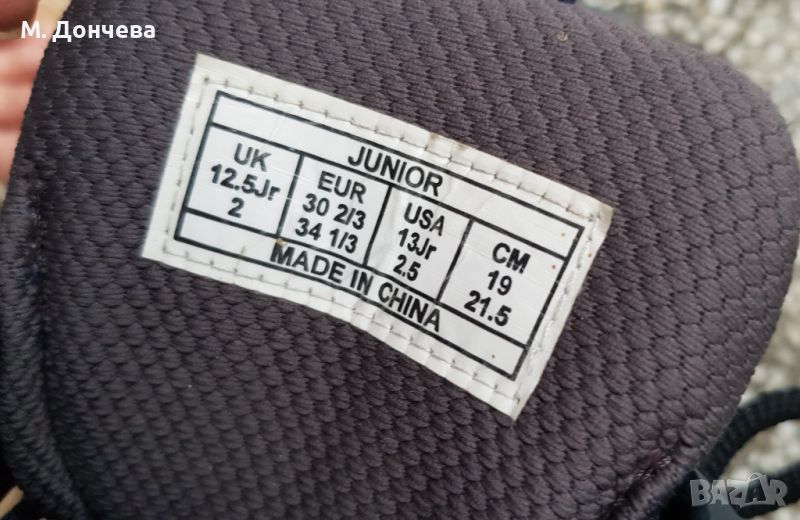 М. Дончева
JUNIOR
UK EUR USA CM
12.5Jr 30 2/3 13Jr 19
2 34 1/3 2.5 21.5
MADE IN CHINA
BAZAR